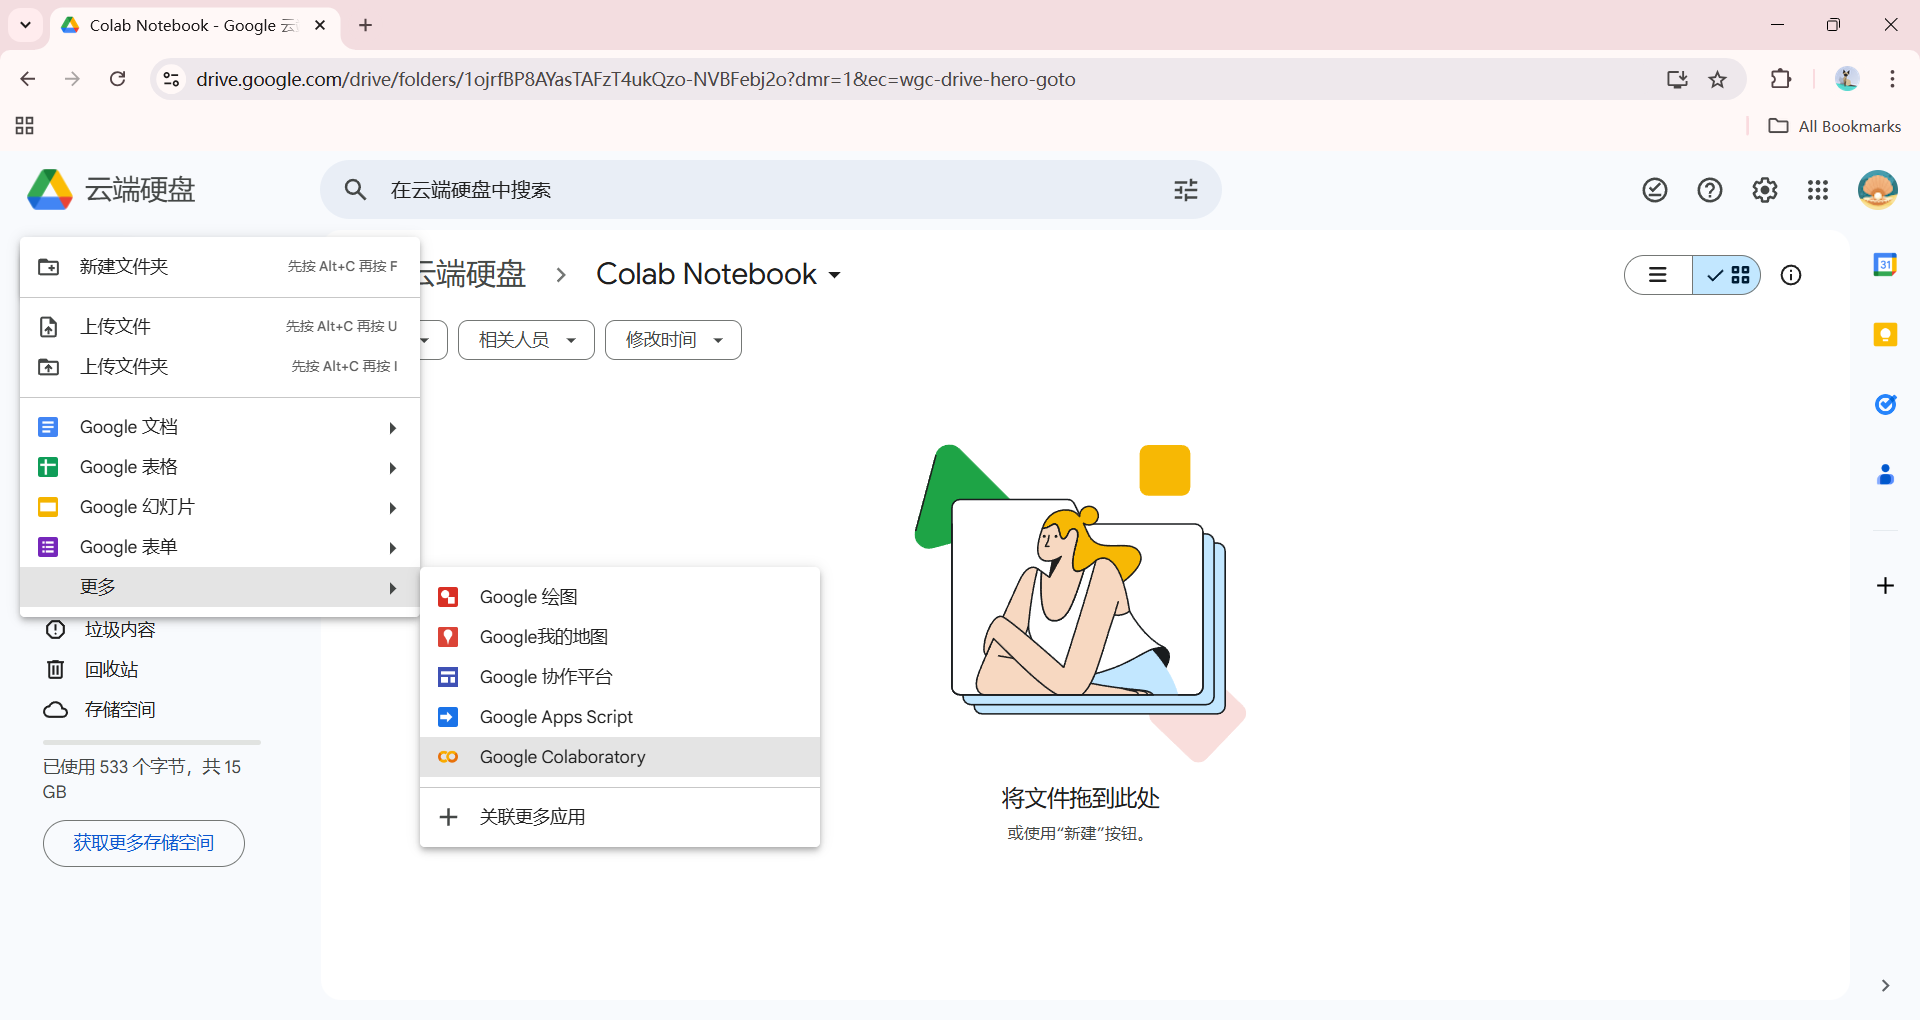 Colab Notebook - Google 云
drive.google.com/drive/folders/1ojrfBP8AYasTAFzT4ukQzo-NVBFebj2o?dmr=1&ec=wgc-drive-hero-goto
All Bookmarks
云端硬盘
在云端硬盘中搜索
新建文件夹 先按 Alt+C 再按 F
云端硬盘 > Colab Notebook
上传文件 先按 Alt+C 再按 U
相关人员 修改时间
上传文件夹 先按 Alt+C 再按 I
31
Google 文档
Google 表格
Google 幻灯片
Google 表单
更多
Google 绘图
Google我的地图
Google 协作平台
Google Apps Script
Google Colaboratory
关联更多应用
垃圾内容
回收站
存储空间
已使用 533 个字节，共 15
GB
获取更多存储空间
将文件拖到此处
或使用“新建”按钮。